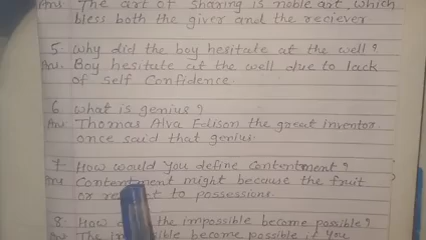 Ans The art of sharing is noble art, which
bless both the giver and the reciever
5. Why did the boy hesitate at the well?
Ans. Boy hesitate at the well due to lack
of self Confidence.
6. What is genius?
Ans Thomas Alva Edison the great inventor
once said that genius.
7- How would you define Contentment?
Ans Contentment might because the fruit
or to possessions.
8. How the impossible become possible?
Ans The become possible if you